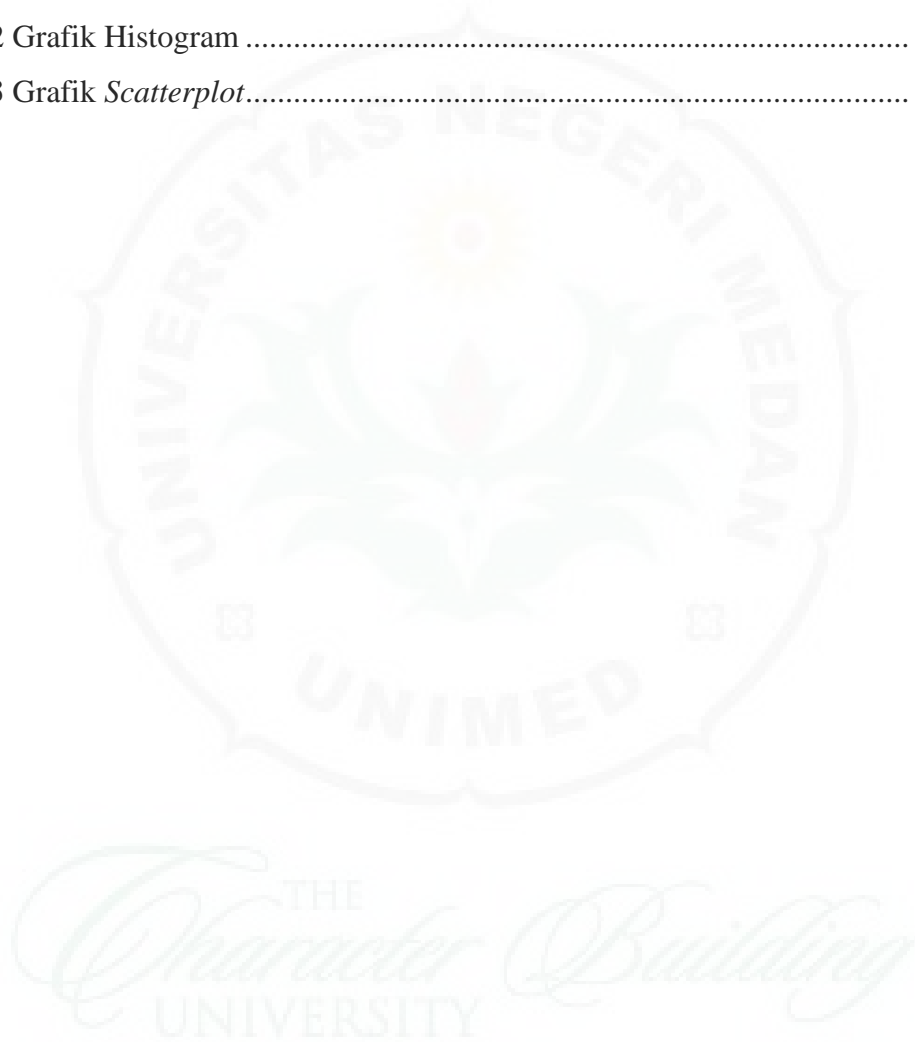 2 Grafik Histogram ...................................................................................
3 Grafik Scatterplot...................................................................................
UNIVERSITAS NEGERI MEDAN
UNIMED
THE
Character Building
UNIVERSITY